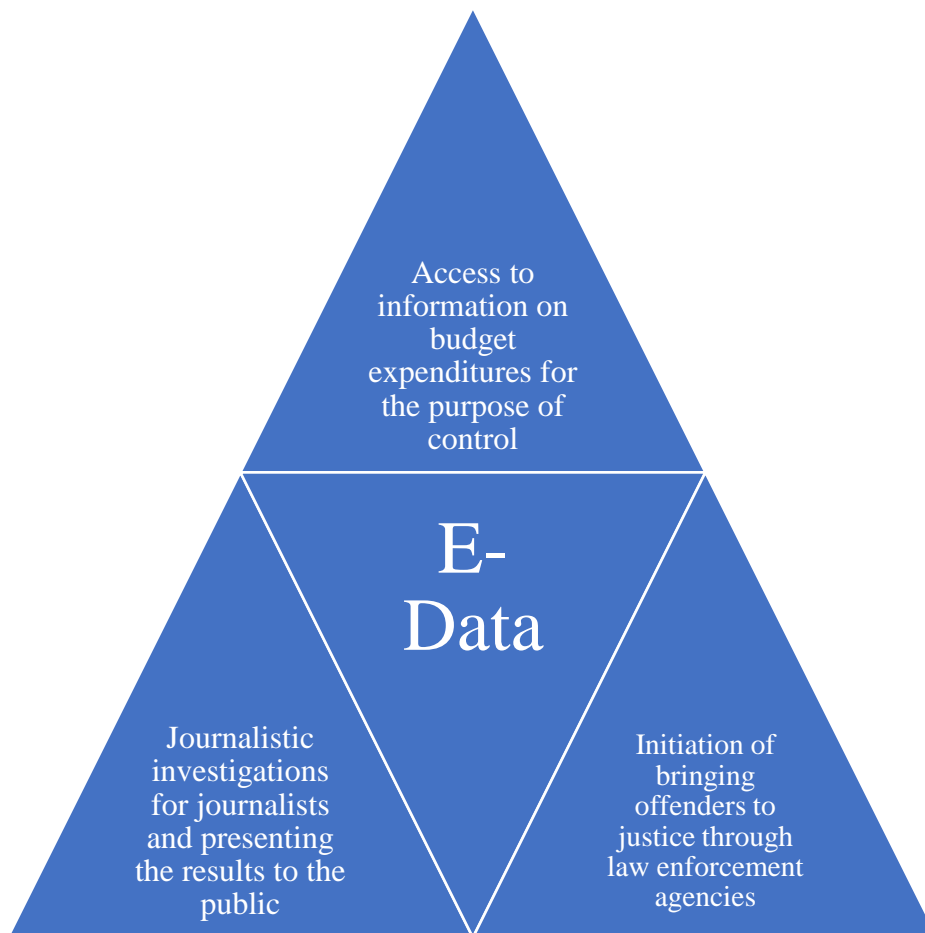 Access to
information on
budget
expenditures for
the purpose of
control
E-
Data
Journalistic
investigations
for journalists
and presenting
the results to the
public
Initiation of
bringing
offenders to
justice through
law enforcement
agencies